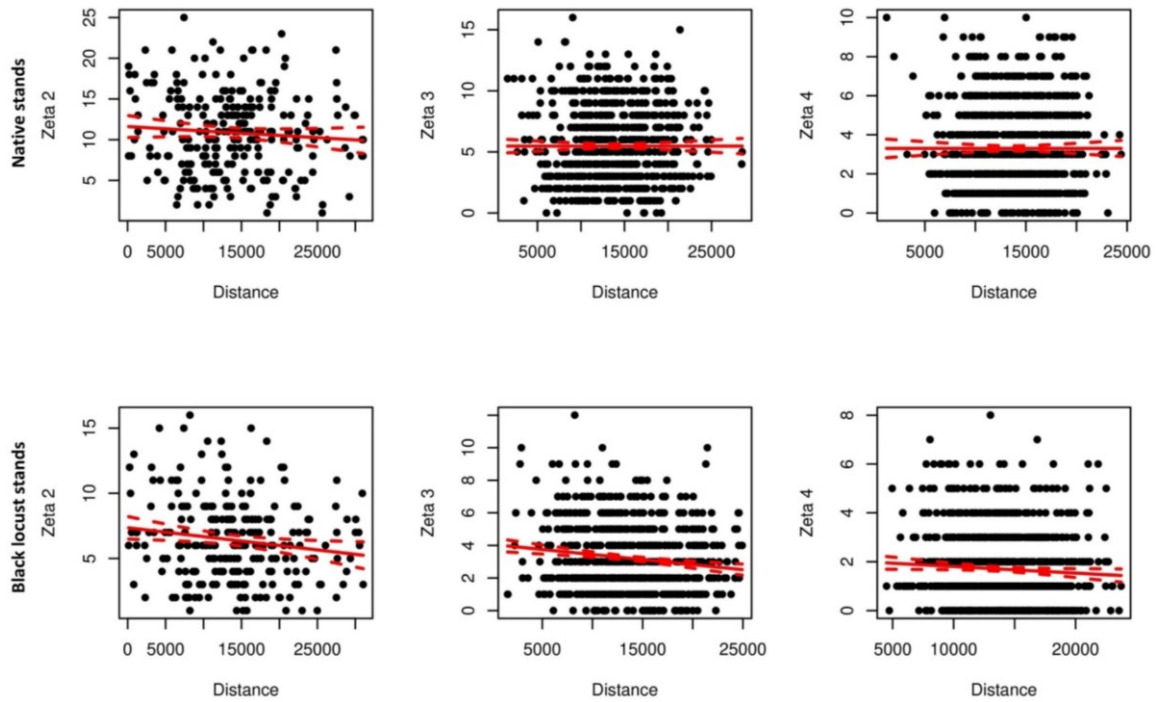 Native stands
Zeta 2
25
20
15
10
5
0 5000 15000 25000
Distance
Zeta 3
15
10
5
0
5000 15000 25000
Distance
Zeta 4
10
8
6
4
2
0
5000 15000 25000
Distance
Black locust stands
Zeta 2
15
10
5
0 5000 15000 25000
Distance
Zeta 3
10
8
6
4
2
0
5000 15000 25000
Distance
Zeta 4
8
6
4
2
0
5000 10000 20000
Distance